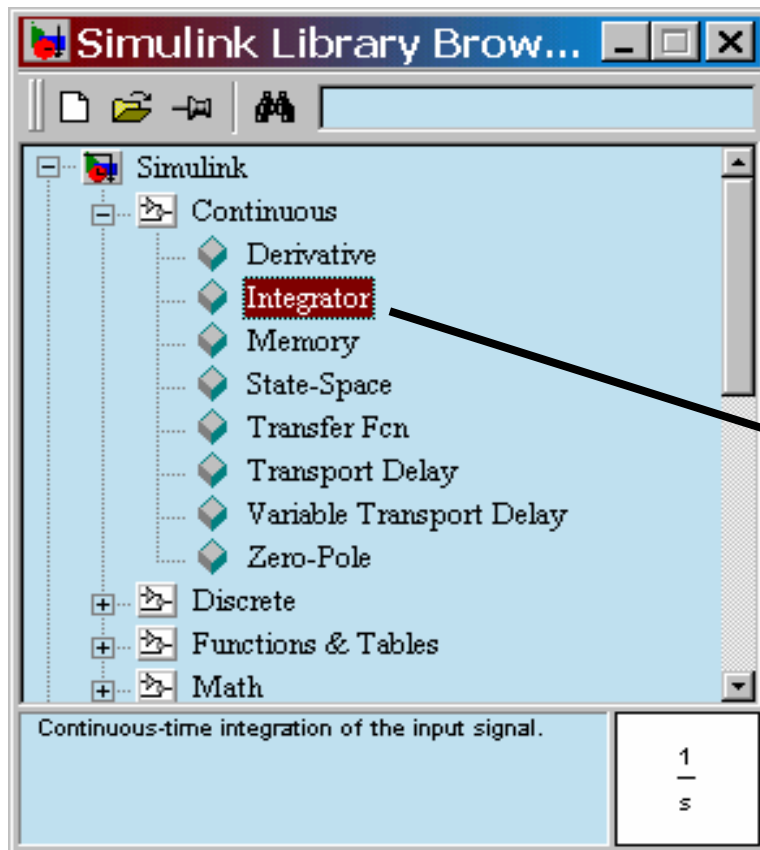 Simulink Library Brow...
Simulink
Continuous
Derivative
Integrator
Memory
State-Space
Transfer Fcn
Transport Delay
Variable Transport Delay
Zero-Pole
Discrete
Functions & Tables
Math
Continuous-time integration of the input signal.
1
s